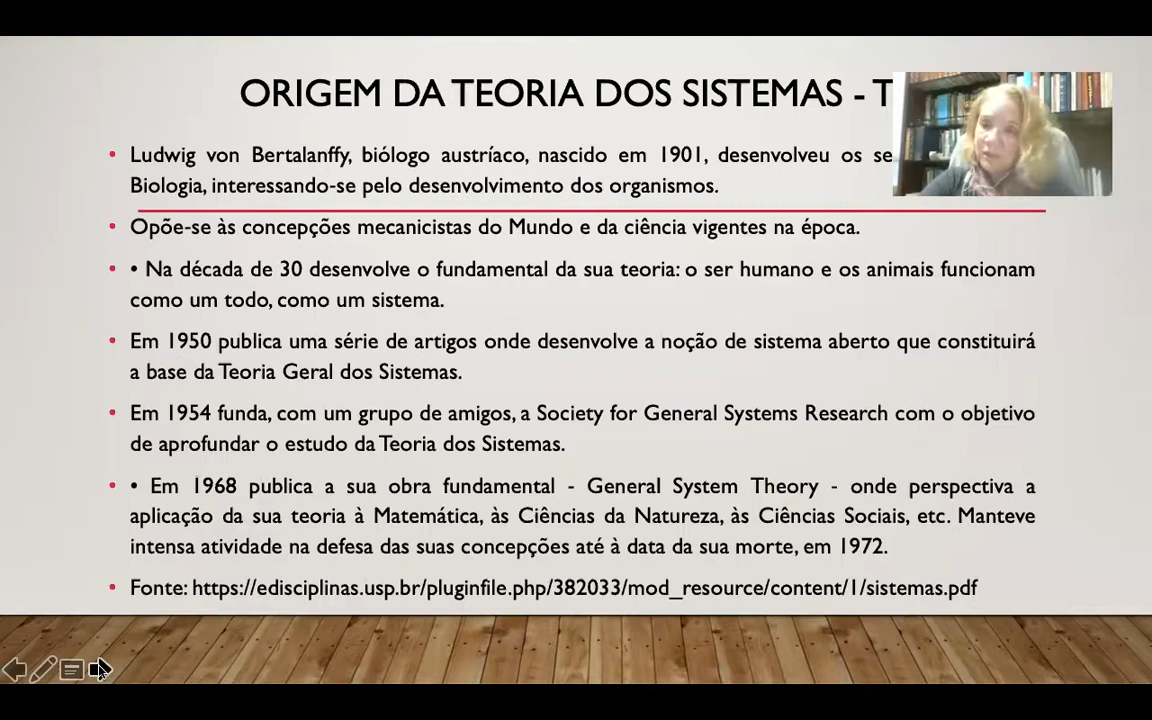 ORIGEM DA TEORIA DOS SISTEMAS - T
• Ludwig von Bertalanffy, biólogo austríaco, nascido em 1901, desenvolveu os
Biologia, interessando-se pelo desenvolvimento dos organismos.
• Opõe-se às concepções mecanicistas do Mundo e da ciência vigentes na época.
• • Na década de 30 desenvolve o fundamental da sua teoria: o ser humano e os animais funcionam
como um todo, como um sistema.
• Em 1950 publica uma série de artigos onde desenvolve a noção de sistema aberto que constituirá
a base da Teoria Geral dos Sistemas.
• Em 1954 funda, com um grupo de amigos, a Society for General Systems Research com o objetivo
de aprofundar o estudo da Teoria dos Sistemas.
• • Em 1968 publica a sua obra fundamental - General System Theory - onde perspectiva a
aplicação da sua teoria à Matemática, às Ciências da Natureza, às Ciências Sociais, etc. Manteve
intensa atividade na defesa das suas concepções até à data da sua morte, em 1972.
• Fonte: https://edisciplinas.usp.br/pluginfile.php/382033/mod_resource/content/1/sistemas.pdf